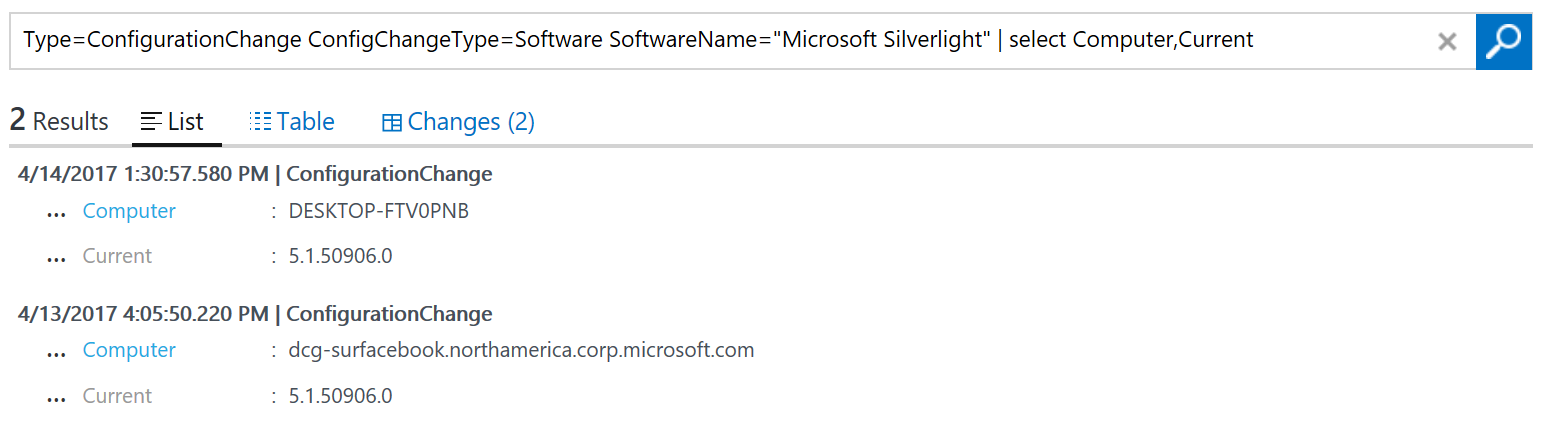 Type=ConfigurationChange ConfigChangeType=Software SoftwareName="Microsoft Silverlight" | select Computer,Current
2 Results List Table Changes (2)
4/14/2017 1:30:57.580 PM | ConfigurationChange
... Computer : DESKTOP-FTV0PNB
... Current : 5.1.50906.0
4/13/2017 4:05:50.220 PM | ConfigurationChange
... Computer : dcg-surfacebook.northamerica.corp.microsoft.com
... Current : 5.1.50906.0